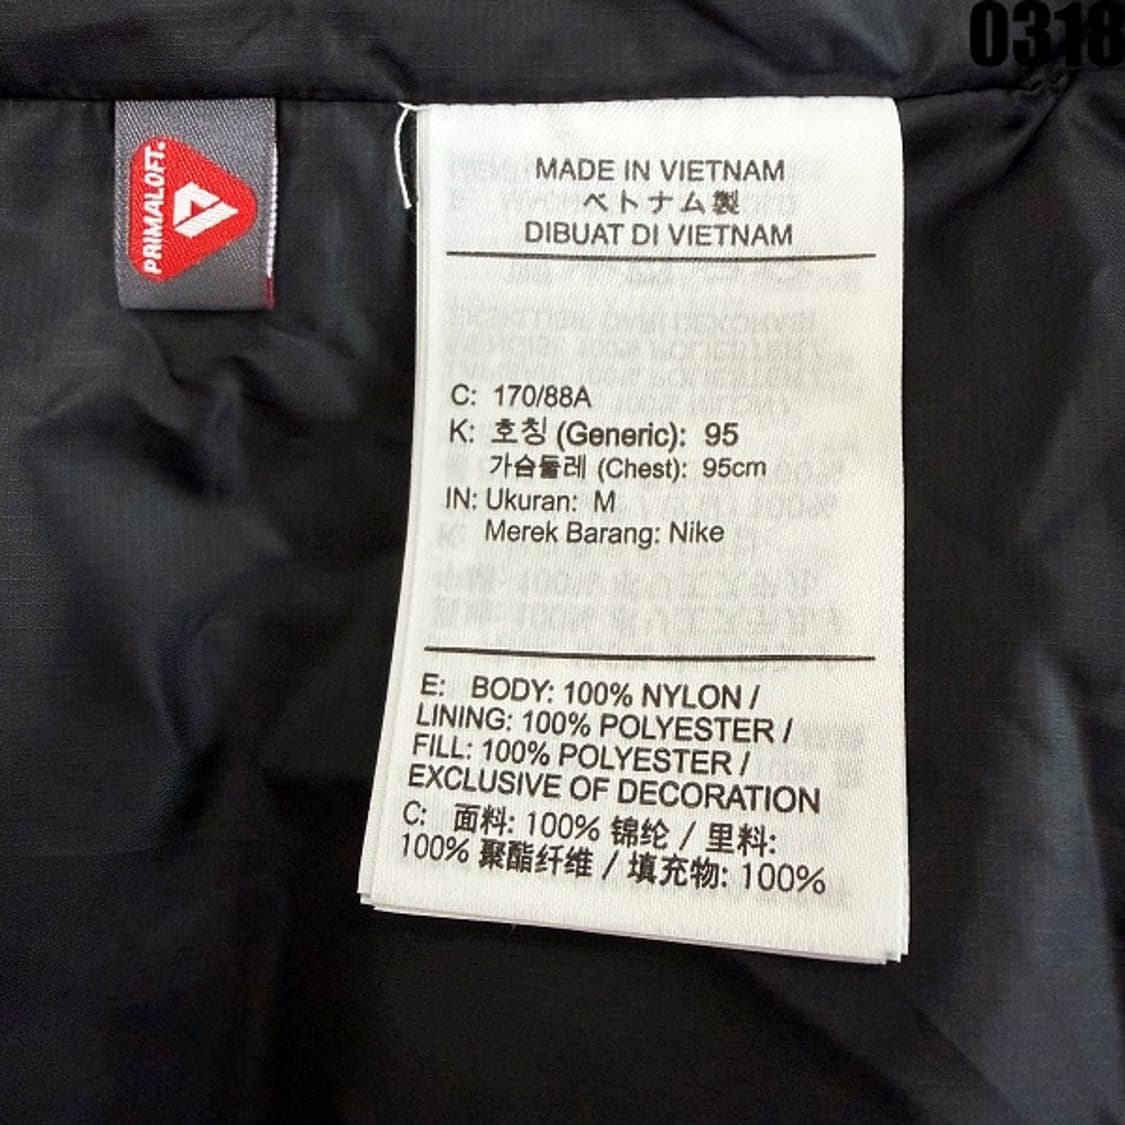 0318
PRIMALOFT.
MADE IN VIETNAM
ベトナム製
DIBUAT DI VIETNAM
C: 170/88A
K: 호칭 (Generic): 95
가슴둘레 (Chest): 95cm
IN: Ukuran: M
Merek Barang: Nike
E: BODY: 100% NYLON /
LINING: 100% POLYESTER /
FILL: 100% POLYESTER /
EXCLUSIVE OF DECORATION
C: 面料: 100% 锦纶 / 里料:
100% 聚酯纤维 / 填充物: 100%